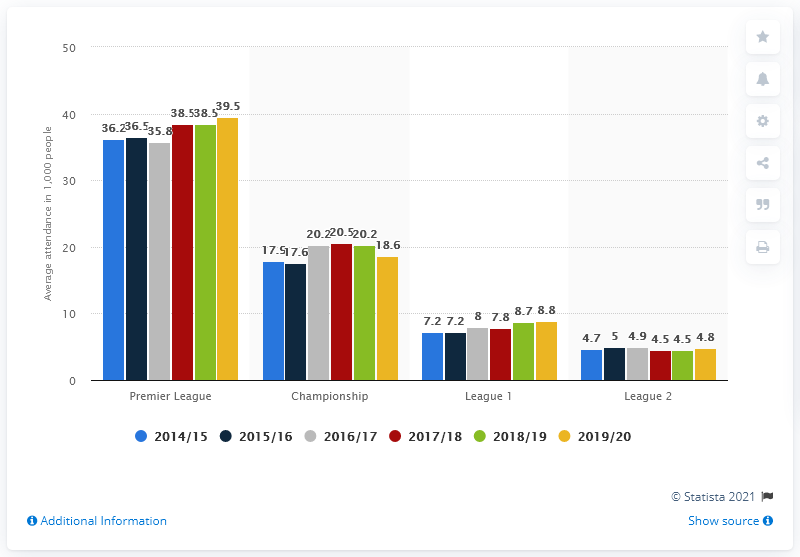 50
40
30
20
10
0
Average attendance in 1,000 people
36.2 36.5 35.8 38.5 38.5 39.5
17.9 17.6 20.2 20.5 20.2 18.6
7.2 7.2 8 7.8 8.7 8.8
4.7 5 4.9 4.5 4.5 4.8
Premier League Championship League 1 League 2
2014/15 2015/16 2016/17 2017/18 2018/19 2019/20
© Statista 2021
Additional Information Show source